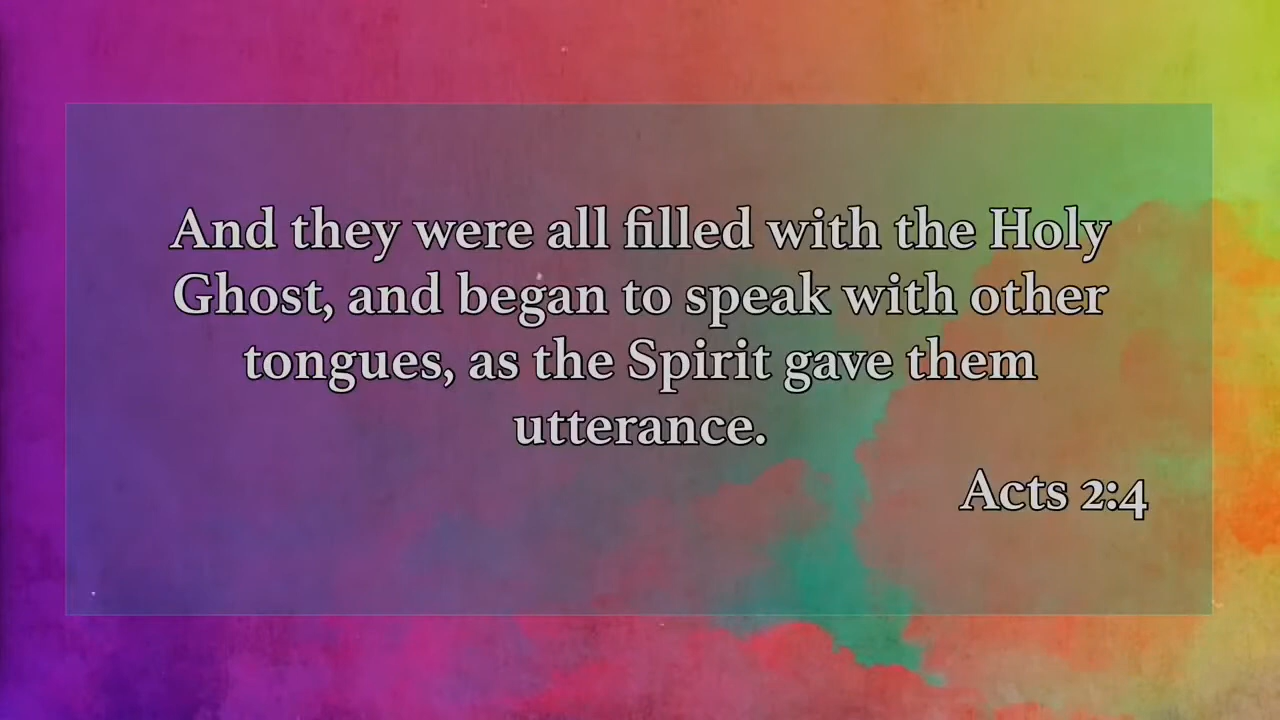 And they were all filled with the Holy
Ghost, and began to speak with other
tongues, as the Spirit gave them
utterance.
Acts 2:4